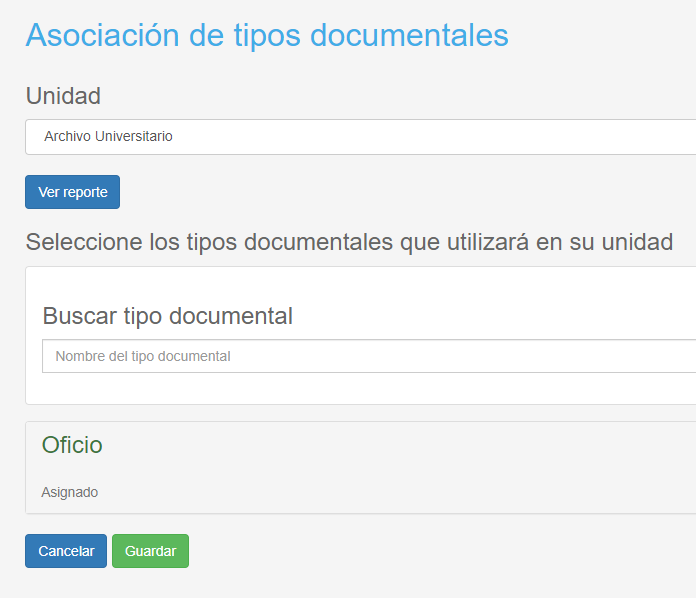 Asociación de tipos documentales
Unidad
Archivo Universitario
Ver reporte
Seleccione los tipos documentales que utilizará en su unidad
Buscar tipo documental
Nombre del tipo documental
Oficio
Asignado
Cancelar Guardar